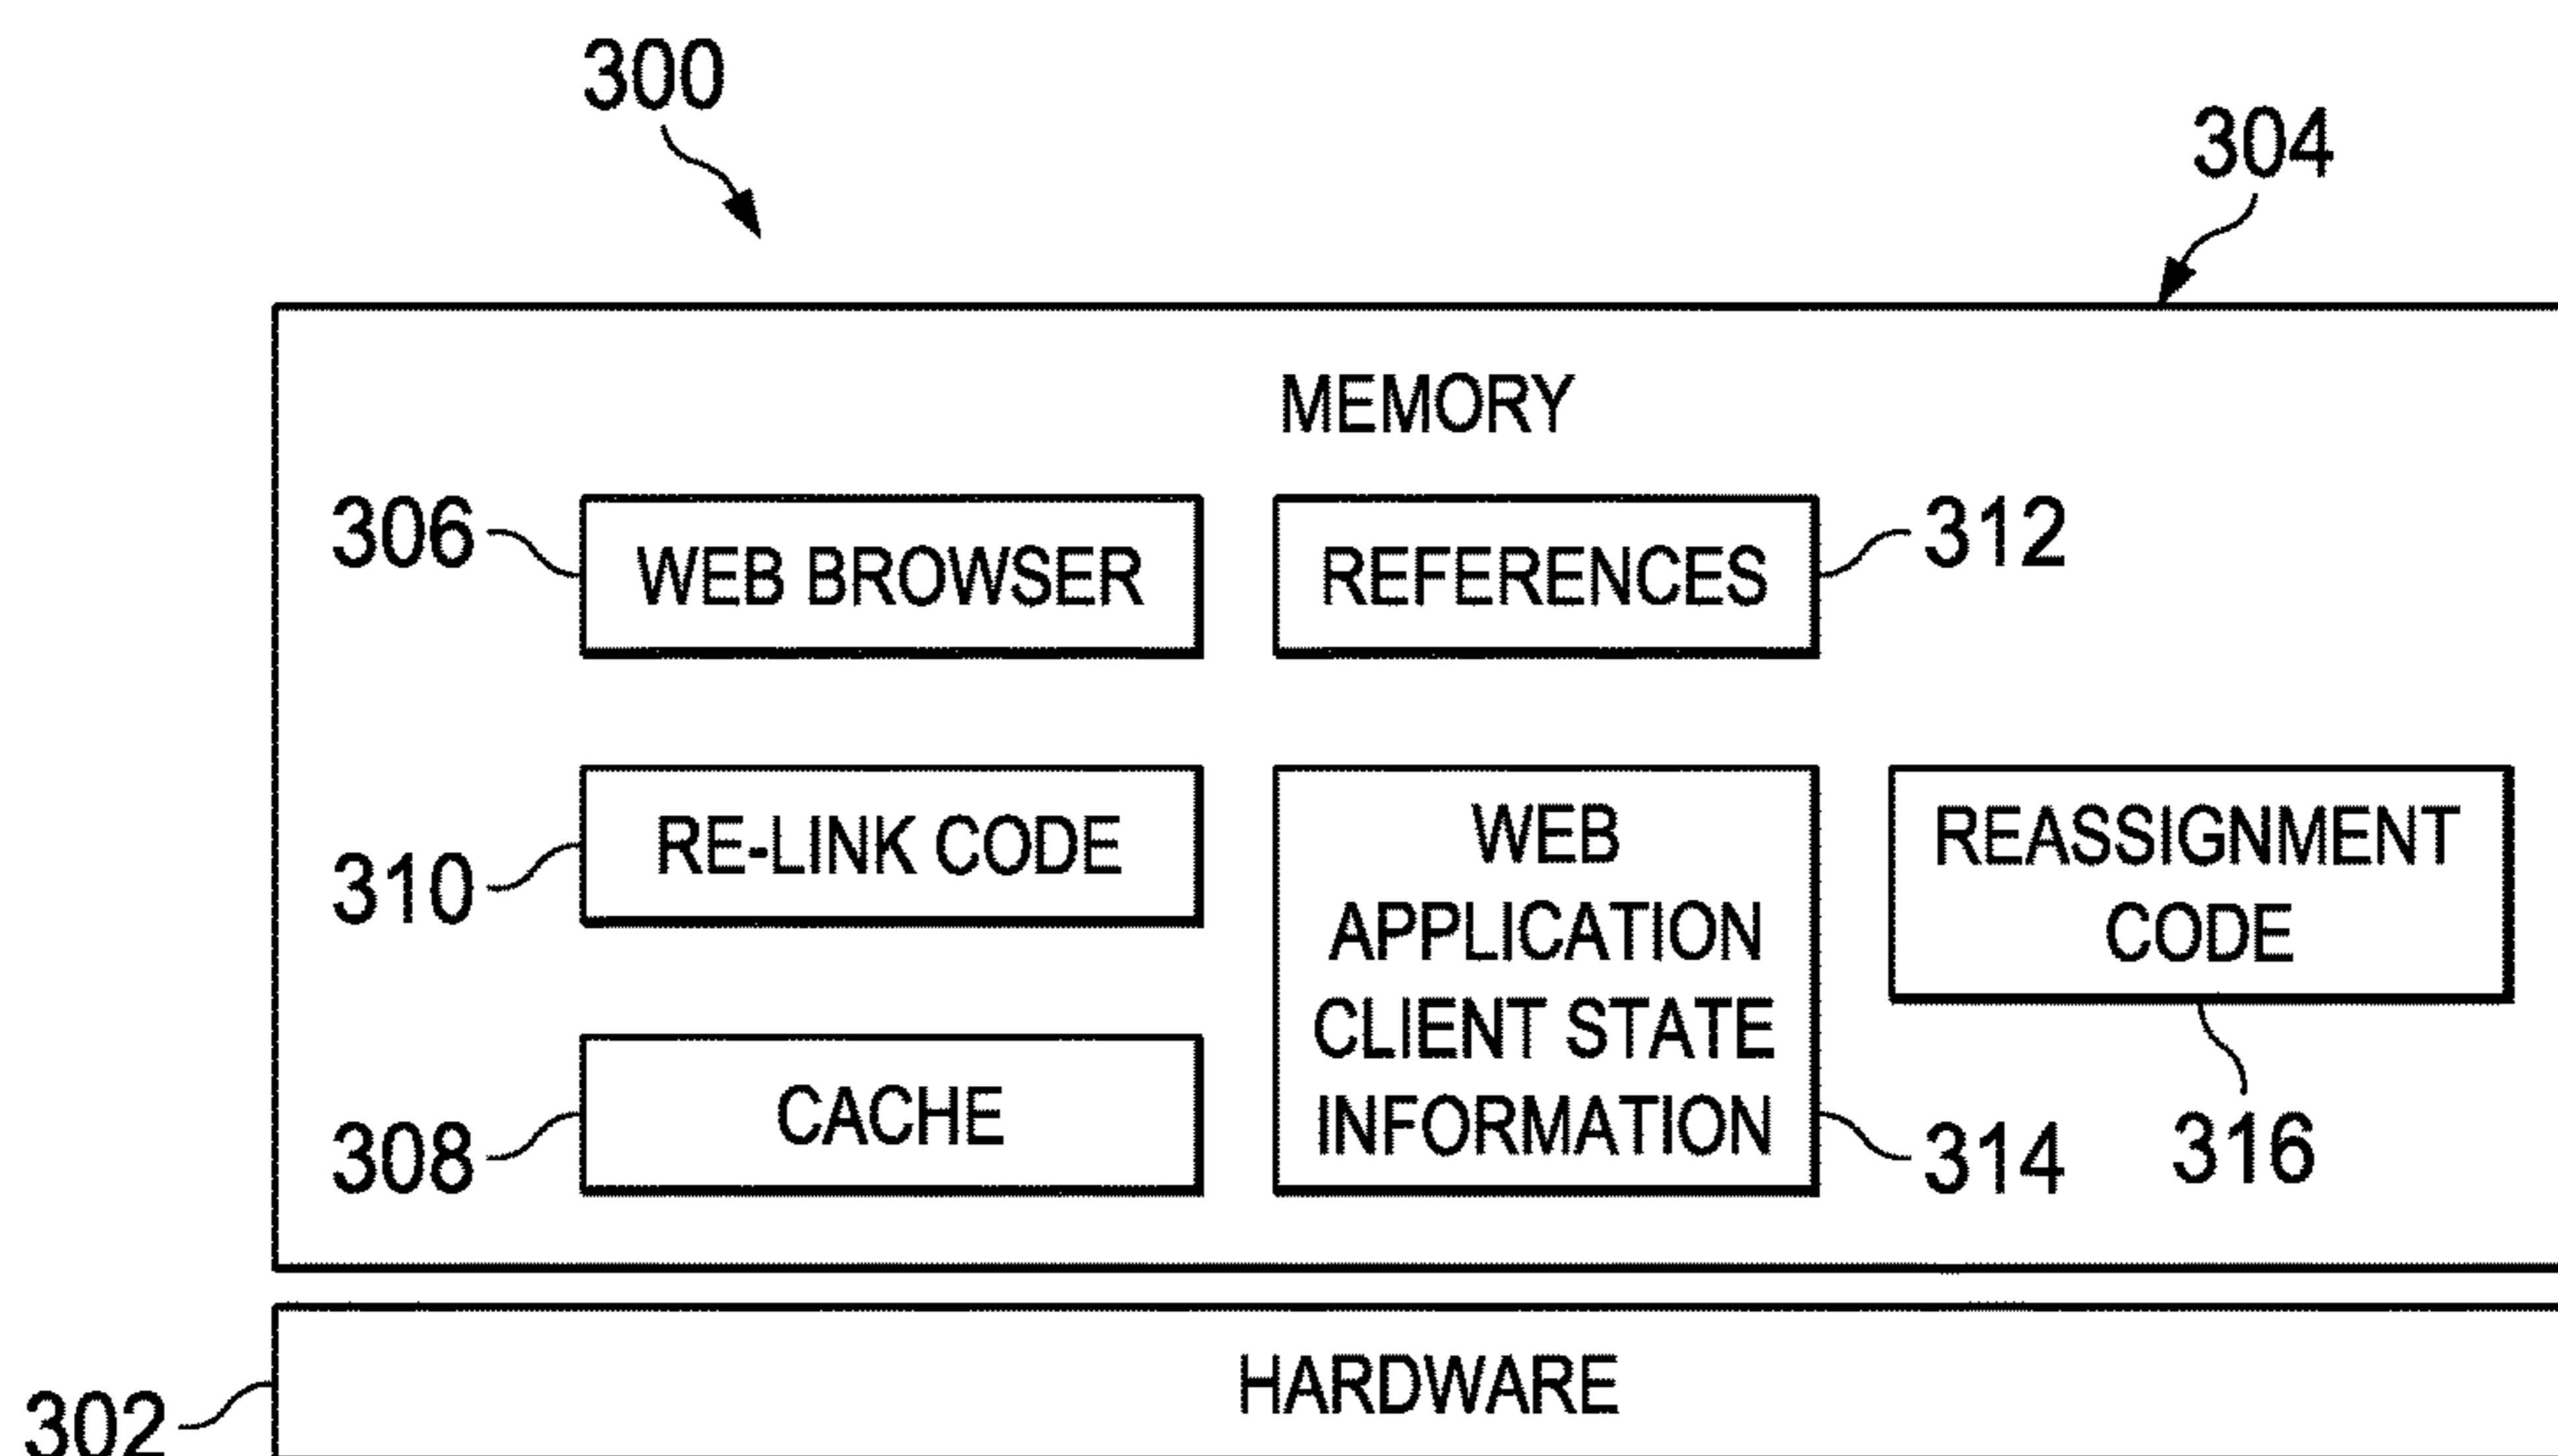 300
304
MEMORY
306
WEB BROWSER
REFERENCES
312
310
RE-LINK CODE
WEB
APPLICATION
CLIENT STATE
INFORMATION
REASSIGNMENT
CODE
308
CACHE
314
316
302
HARDWARE